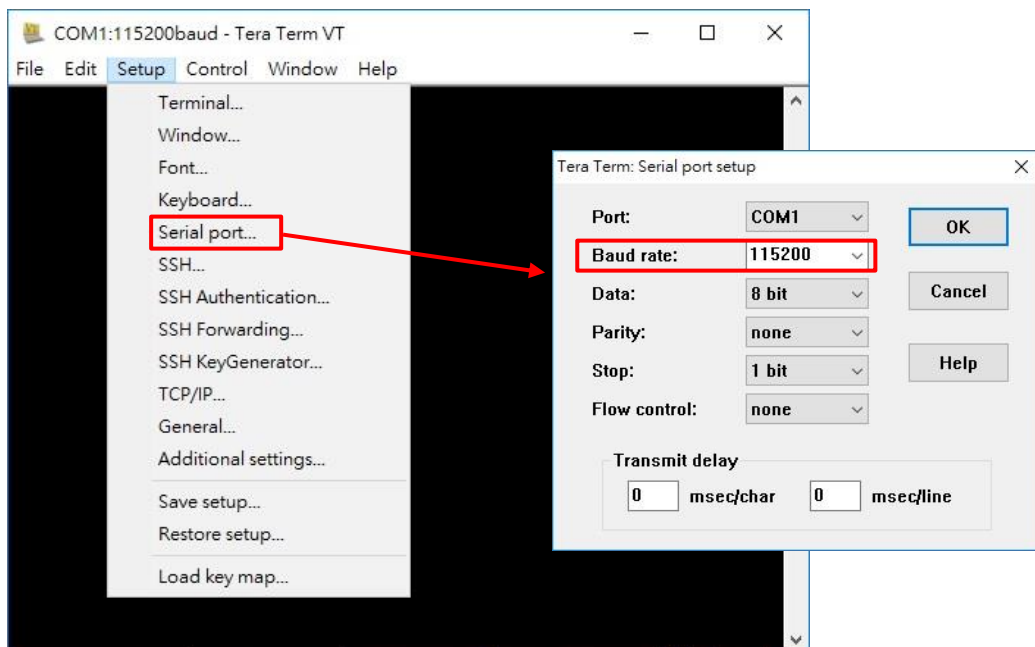 COM1:115200baud - Tera Term VT
File Edit Setup Control Window Help
Terminal...
Window...
Font...
Keyboard...
Serial port...
SSH...
SSH Authentication...
SSH Forwarding...
SSH KeyGenerator...
TCP/IP...
General...
Additional settings...
Save setup...
Restore setup...
Load key map...
Tera Term: Serial port setup
Port: COM1 OK
Baud rate: 115200
Data: 8 bit Cancel
Parity: none
Stop: 1 bit Help
Flow control: none
Transmit delay
0 msec/char 0 msec/line